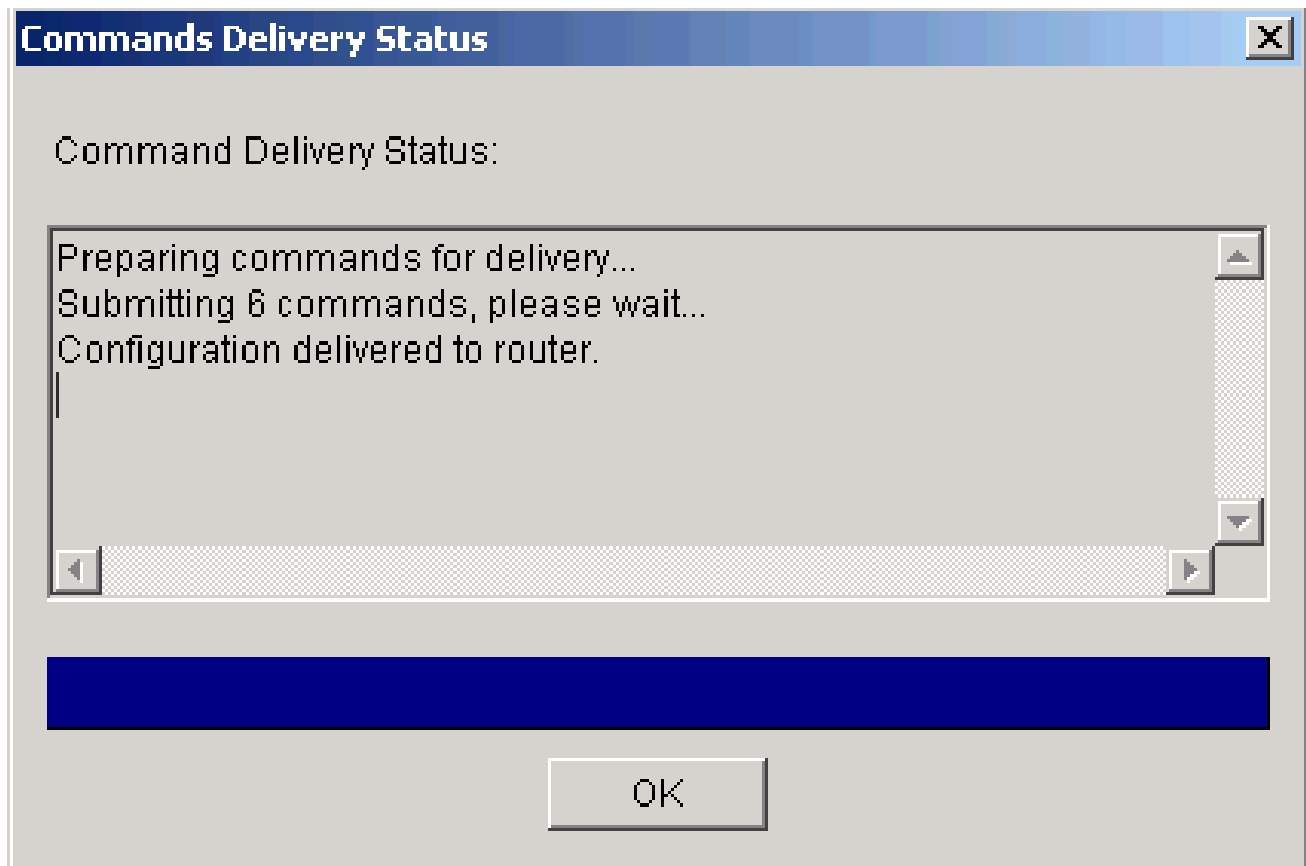 Commands Delivery Status
Command Delivery Status:
Preparing commands for delivery...
Submitting 6 commands, please wait...
Configuration delivered to router.
OK